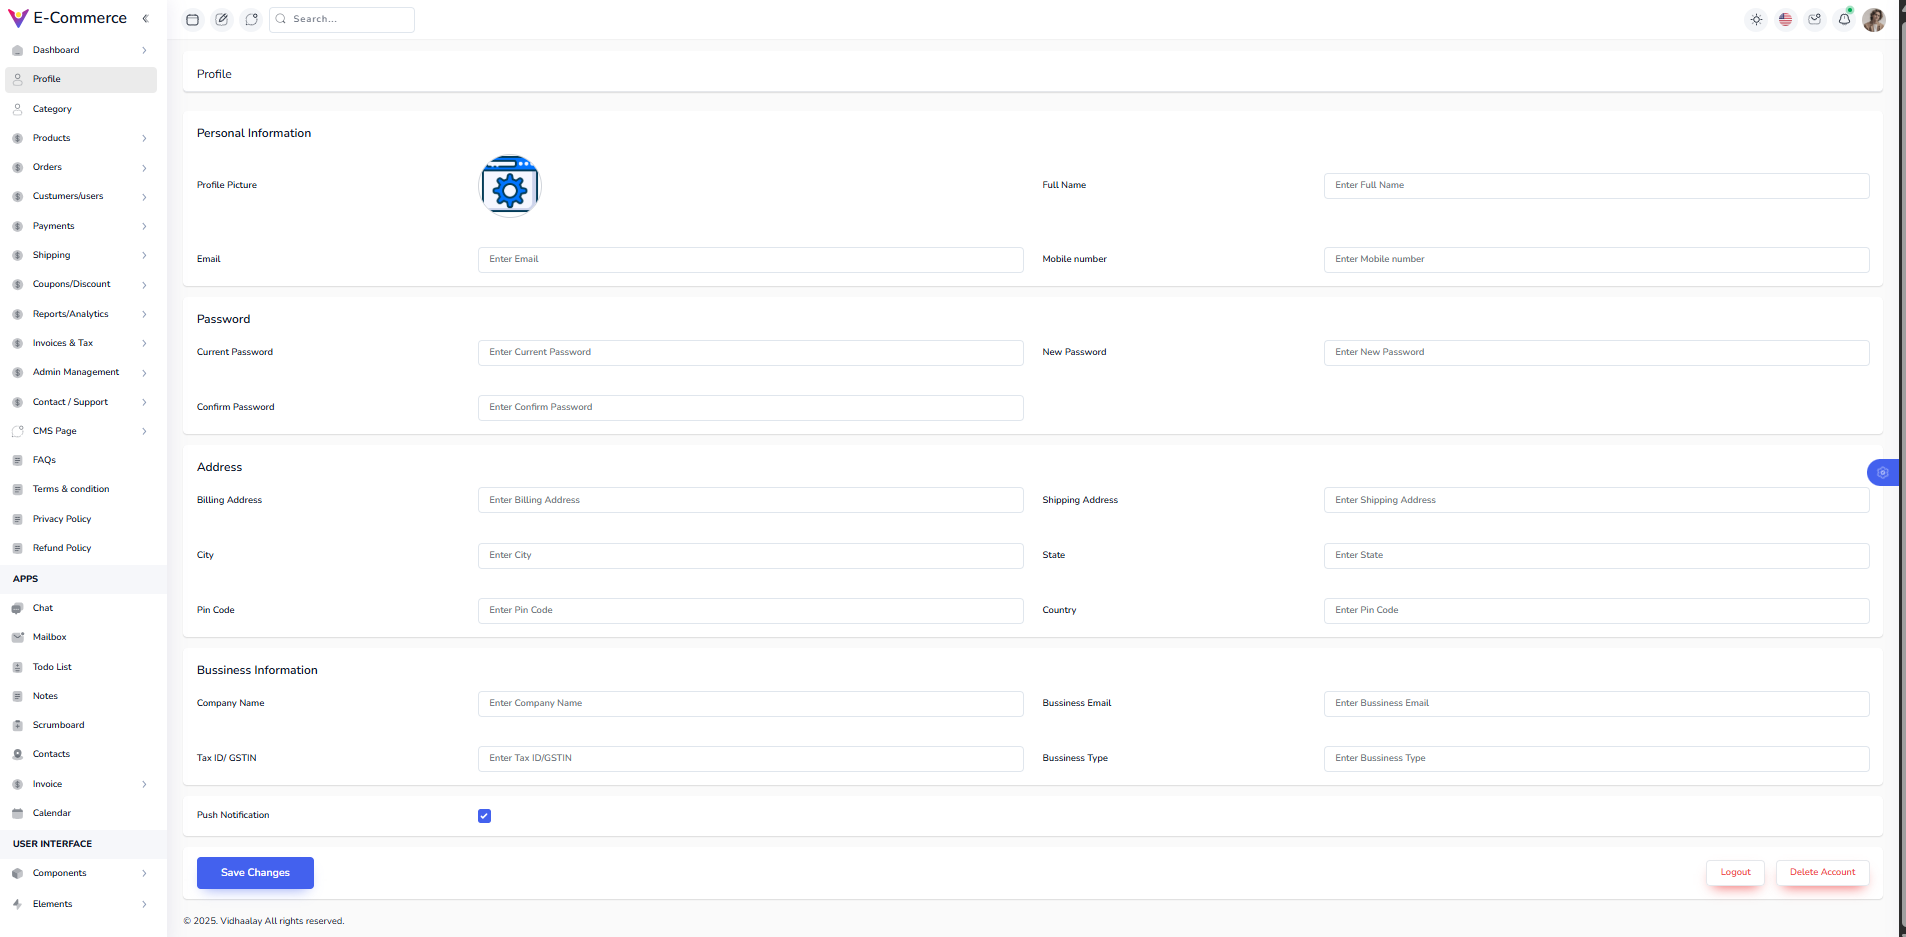 E-Commerce
Search...
Dashboard
Profile
Category
Products
Orders
Custumers/users
Payments
Shipping
Coupons/Discount
Reports/Analytics
Invoices & Tax
Admin Management
Contact / Support
CMS Page
FAQs
Terms & condition
Privacy Policy
Refund Policy
APPS
Chat
Mailbox
Todo List
Notes
Scrumboard
Contacts
Invoice
Calendar
USER INTERFACE
Components
Elements
Profile
Personal Information
Profile Picture
Full Name
Enter Full Name
Email
Enter Email
Mobile number
Enter Mobile number
Password
Current Password
Enter Current Password
New Password
Enter New Password
Confirm Password
Enter Confirm Password
Address
Billing Address
Enter Billing Address
Shipping Address
Enter Shipping Address
City
Enter City
State
Enter State
Pin Code
Enter Pin Code
Country
Enter Pin Code
Bussiness Information
Company Name
Enter Company Name
Bussiness Email
Enter Bussiness Email
Tax ID/ GSTIN
Enter Tax ID/GSTIN
Bussiness Type
Enter Bussiness Type
Push Notification
Save Changes
Logout
Delete Account
© 2025. Vidhaalay All rights reserved.